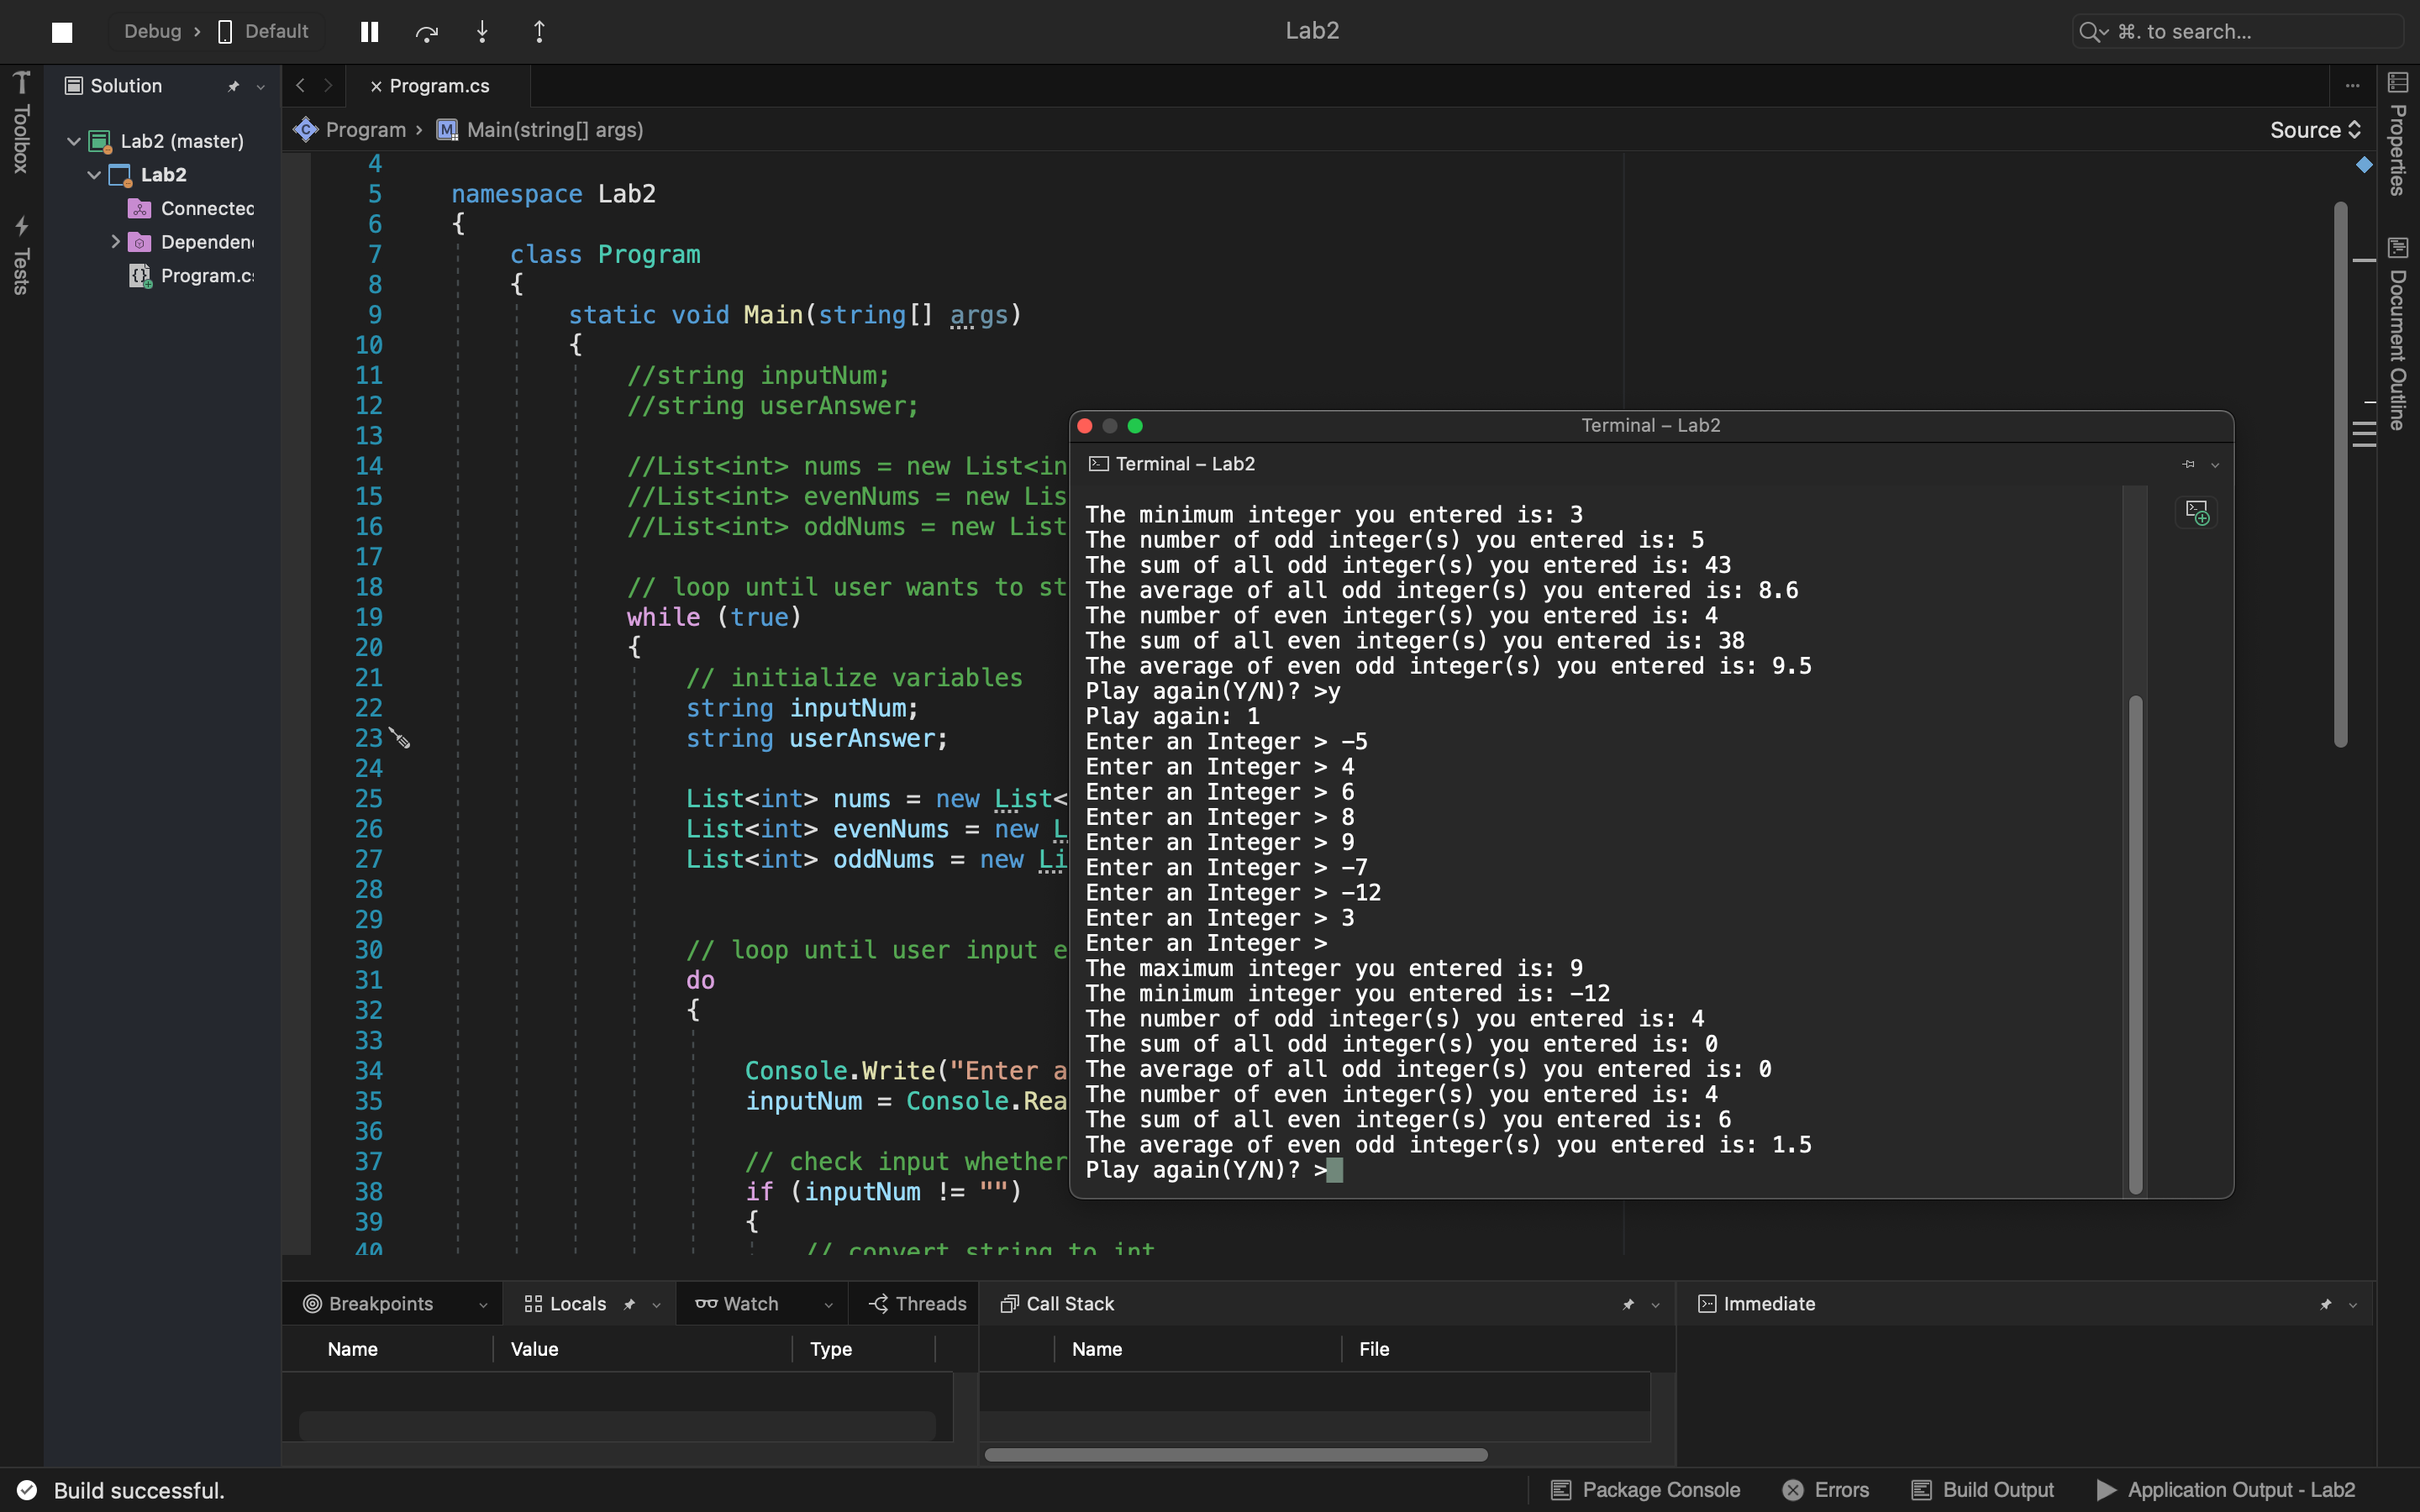 Debug › Default
Lab2
⌘. to search...
Toolbox
Tests
Solution
Lab2 (master)
Lab2
Connected
Program.cs
Program.cs
Program › Main(string[] args)
Source
Properties
Document Outline
4
5 namespace Lab2
6 {
7 class Program
8 {
9 static void Main(string[] args)
10 {
11 //string inputNum;
12 //string userAnswer;
13
14 //List<int> nums = new List<in
15 //List<int> evenNums = new Lis
16 //List<int> oddNums = new List
17
18 // loop until user wants to st
19 while (true)
20 {
21 // initialize variables
22 string inputNum;
23 string userAnswer;
24
25 List<int> nums = new List<
26 List<int> evenNums = new L
27 List<int> oddNums = new Li
28
29
30 // loop until user input e
31 do
32 {
33
34 Console.Write("Enter a
35 inputNum = Console.Rea
36
37 // check input whether
38 if (inputNum != "")
39 {
40 // convert string to int
Terminal – Lab2
Terminal – Lab2
The minimum integer you entered is: 3
The number of odd integer(s) you entered is: 5
The sum of all odd integer(s) you entered is: 43
The average of all odd integer(s) you entered is: 8.6
The number of even integer(s) you entered is: 4
The sum of all even integer(s) you entered is: 38
The average of even odd integer(s) you entered is: 9.5
Play again(Y/N)? >y
Play again: 1
Enter an Integer > -5
Enter an Integer > 4
Enter an Integer > 6
Enter an Integer > 8
Enter an Integer > 9
Enter an Integer > -7
Enter an Integer > -12
Enter an Integer > 3
Enter an Integer >
The maximum integer you entered is: 9
The minimum integer you entered is: -12
The number of odd integer(s) you entered is: 4
The sum of all odd integer(s) you entered is: 0
The average of all odd integer(s) you entered is: 0
The number of even integer(s) you entered is: 4
The sum of all even integer(s) you entered is: 6
The average of even odd integer(s) you entered is: 1.5
Play again(Y/N)? >
Breakpoints
Locals
Watch
Threads
Call Stack
Immediate
Name Value Type
Name File
Build successful.
Package Console
Errors
Build Output
Application Output - Lab2